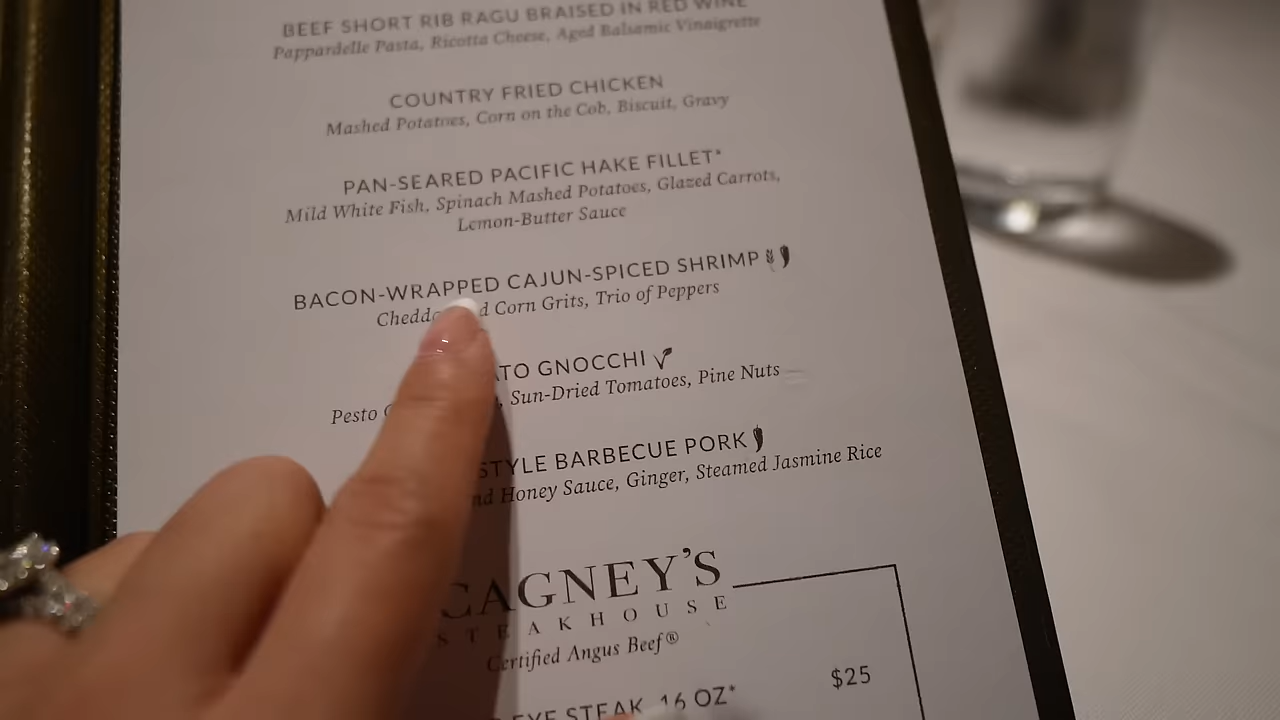 BEEF SHORT RIB RAGU BRAISED IN RED WINE
Pappardelle Pasta, Ricotta Cheese, Aged Balsamic Vinaigrette
COUNTRY FRIED CHICKEN
Mashed Potatoes, Corn on the Cob, Biscuit, Gravy
PAN-SEARED PACIFIC HAKE FILLET*
Mild White Fish, Spinach Mashed Potatoes, Glazed Carrots,
Lemon-Butter Sauce
BACON-WRAPPED CAJUN-SPICED SHRIMP
Corn Grits, Trio of Peppers
GNOCCHI
Pesto Sun-Dried Tomatoes, Pine Nuts
STYLE BARBECUE PORK
Honey Sauce, Ginger, Steamed Jasmine Rice
CAGNEY'S
STEAKHOUSE
Certified Angus Beef®
STEAK 16 OZ* $25